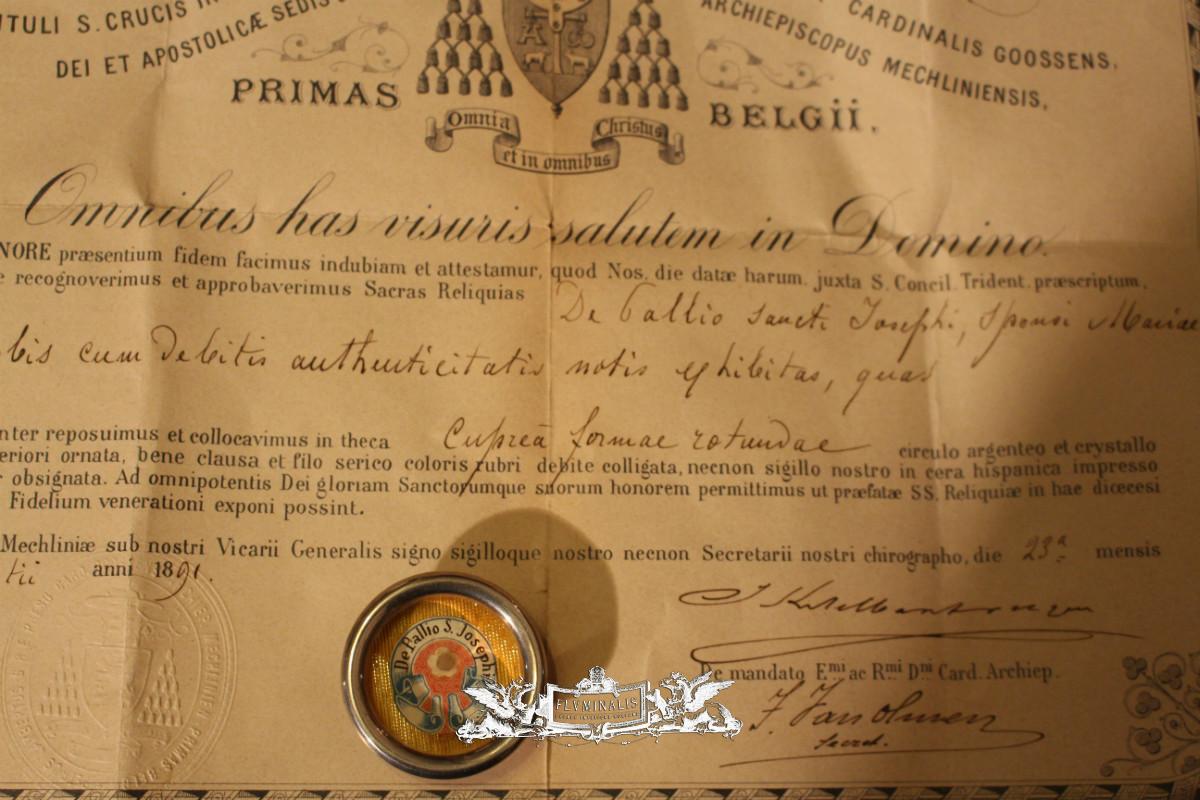 TITULI S. CRUCIS IN
CARDINALIS GOOSSENS,
DEI ET APOSTOLICÆ SEDIS
ARCHIEPISCOPUS MECHLINIENSIS,
PRIMAS BELGII.
Omnia et in omnibus Christus
Omnibus has visuris salutem in Domino.
NORE præsentium fidem facimus indubiam et attestamur, quod Nos, die datæ harum, juxta S. Concil. Trident. præscriptum,
e recognoverimus et approbaverimus Sacras Reliquias De Pallio Sancti Josephi, Sponsi Mariae
obis cum debitis authenticitatis notis exhibitas, quas
nter reposuimus et collocavimus in theca cupreâ formae rotundae circulo argenteo et crystallo
eriori ornata, bene clausa et filo serico coloris rubri debite colligata, necnon sigillo nostro in cera hispanica impresso
r obsignata. Ad omnipotentis Dei gloriam Sanctorumque suorum honorem permittimus ut præfatæ SS. Reliquiæ in hac diœcesi
Fidelium venerationi exponi possint.
Mechliniæ sub nostri Vicarii Generalis signo sigilloque nostro necnon Secretarii nostri chirographo, die 23ª mensis
tii anni 1891.
De mandato Emi ac Rmi Dni Card. Archiep.
Secret.
De Pallio S. Josephi
FLVMINALIS